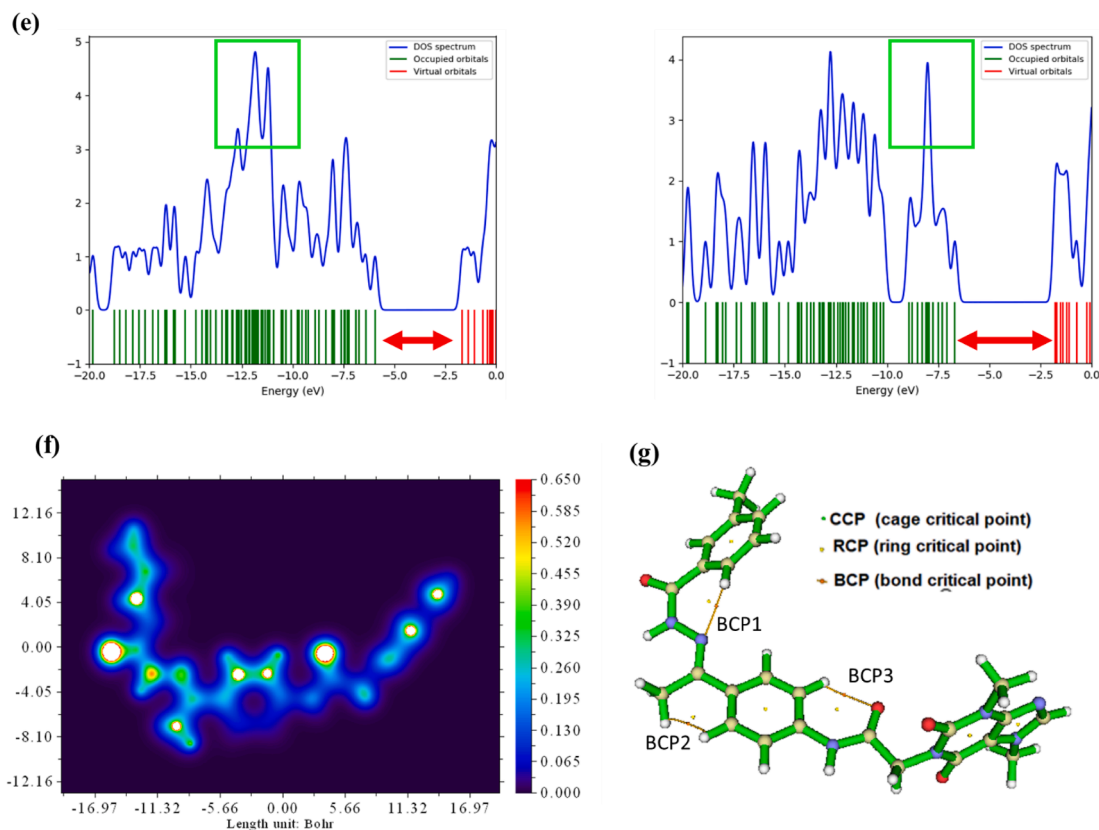 (e)
DOS spectrum
Occupied orbitals
Virtual orbitals
5
4
3
2
1
0
-1
-20.0 -17.5 -15.0 -12.5 -10.0 -7.5 -5.0 -2.5 0.0
Energy (eV)
DOS spectrum
Occupied orbitals
Virtual orbitals
4
3
2
1
0
-1
-20.0 -17.5 -15.0 -12.5 -10.0 -7.5 -5.0 -2.5 0.0
Energy (eV)
(f)
12.16
8.10
4.05
0.00
-4.05
-8.10
-12.16
-16.97 -11.32 -5.66 0.00 5.66 11.32 16.97
Length unit: Bohr
0.650
0.585
0.520
0.455
0.390
0.325
0.260
0.195
0.130
0.065
0.000
(g)
CCP (cage critical point)
RCP (ring critical point)
BCP (bond critical point)
BCP1
BCP3
BCP2